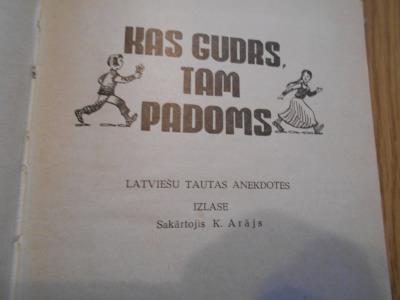 KAS GUDRS,
TAM
PADOMS
LATVIEŠU TAUTAS ANEKDOTES
IZLASE
Sakārtojis K. Arājs